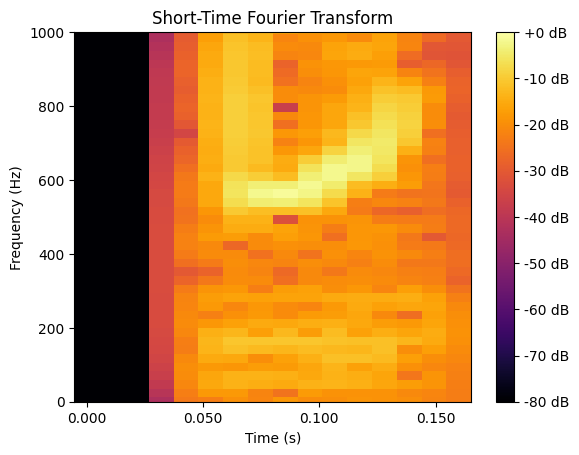 Short-Time Fourier Transform
1000
800
600
400
200
0
Frequency (Hz)
0.000
0.050
0.100
0.150
Time (s)
+0 dB
-10 dB
-20 dB
-30 dB
-40 dB
-50 dB
-60 dB
-70 dB
-80 dB